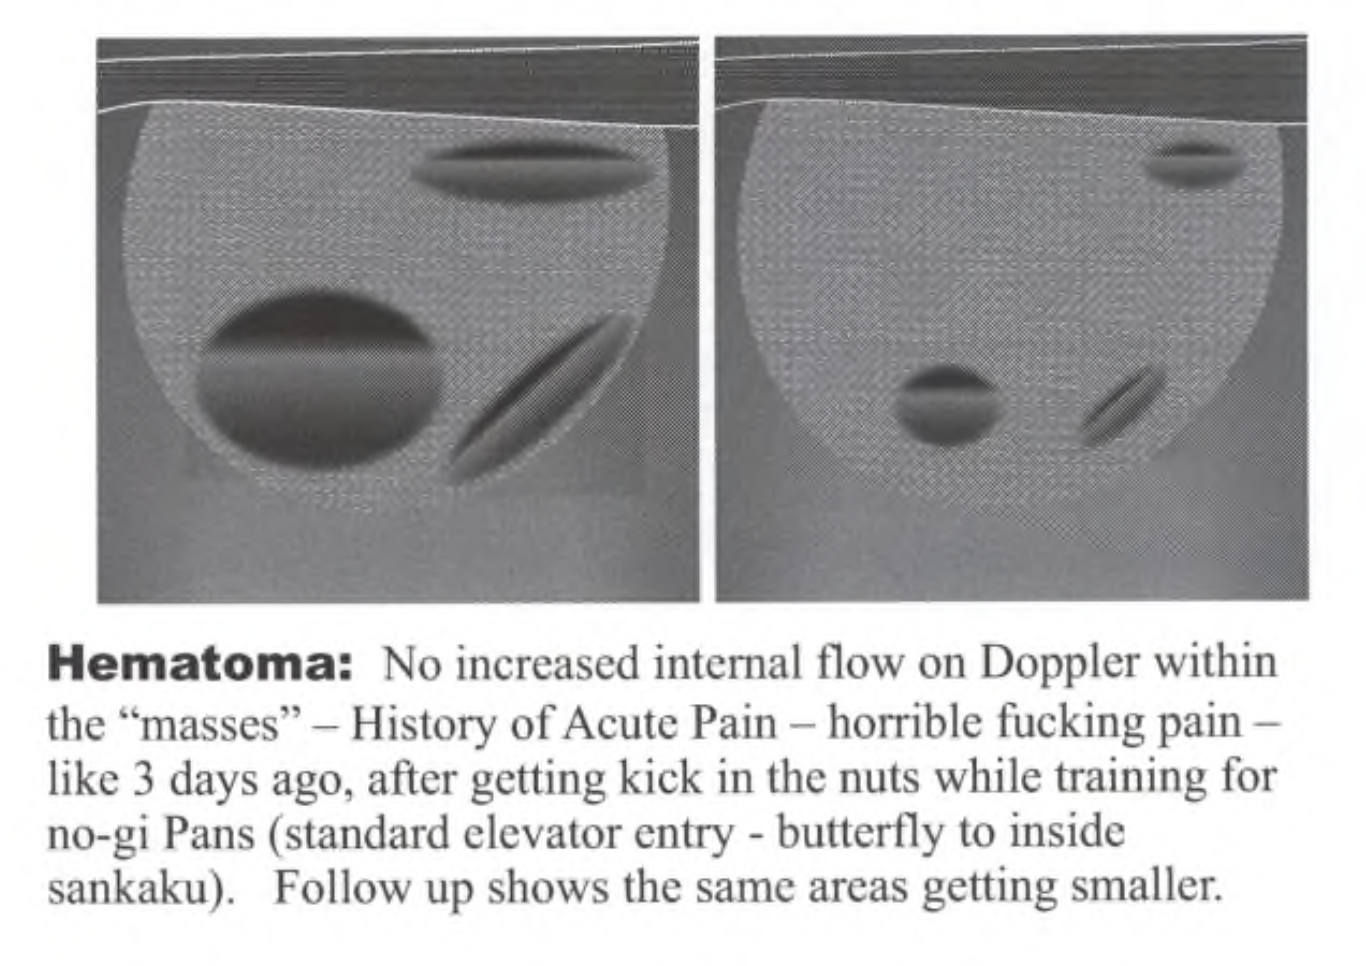 Hematoma: No increased internal flow on Doppler within
the “masses” – History of Acute Pain – horrible fucking pain –
like 3 days ago, after getting kick in the nuts while training for
no-gi Pans (standard elevator entry - butterfly to inside
sankaku). Follow up shows the same areas getting smaller.